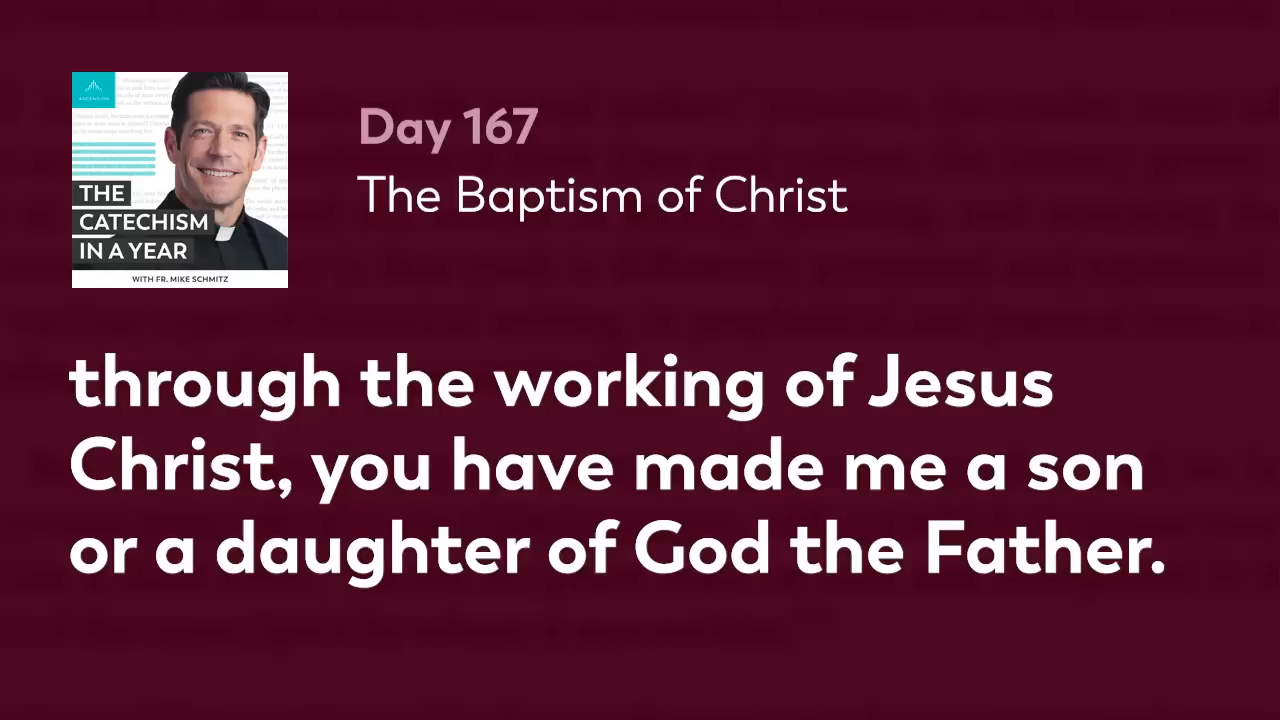 ASCENSION
THE
CATECHISM
IN A YEAR
WITH FR. MIKE SCHMITZ
Day 167
The Baptism of Christ
through the working of Jesus
Christ, you have made me a son
or a daughter of God the Father.